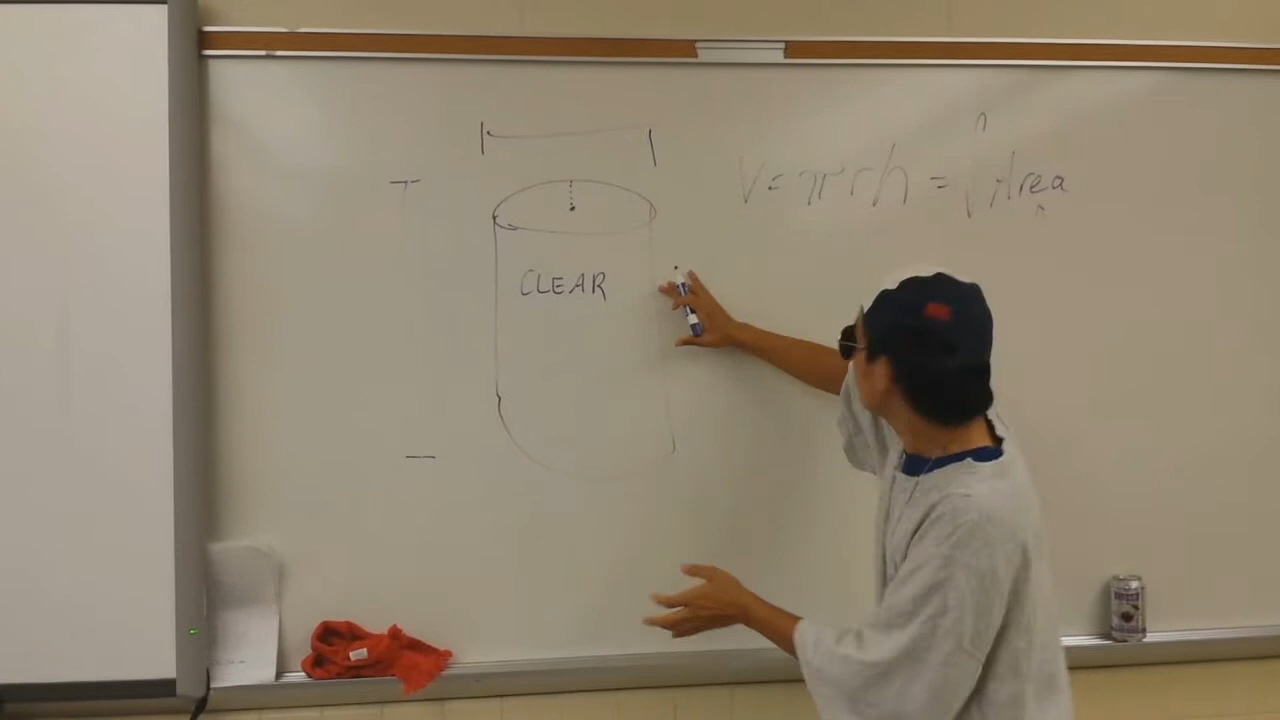 V = πrh = ∫Area
CLEAR